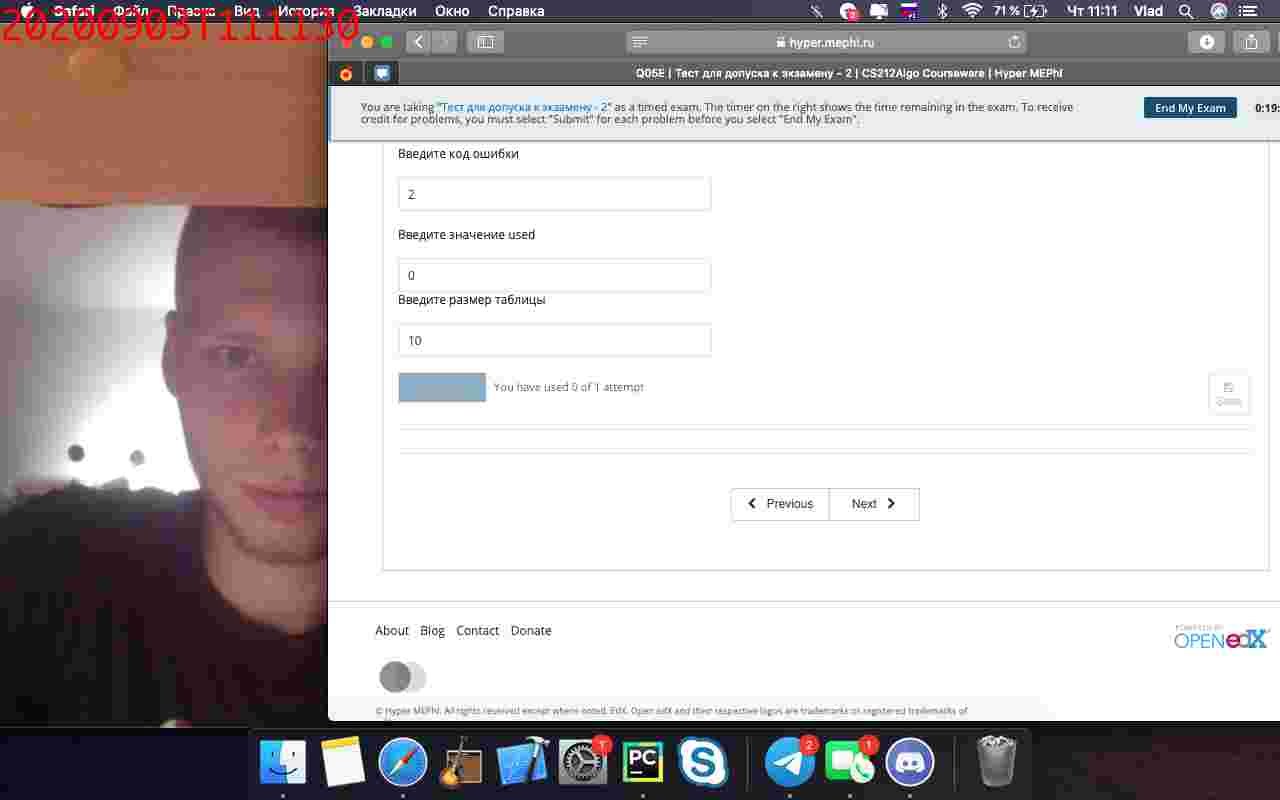 20200903T111130
Safari Файл Правка Вид История Закладки Окно Справка
71 % Чт 11:11 Vlad
hyper.mephi.ru
Q05E | Тест для допуска к экзамену – 2 | CS212Algo Courseware | Hyper MEPhI
You are taking "Тест для допуска к экзамену - 2" as a timed exam. The timer on the right shows the time remaining in the exam. To receive
credit for problems, you must select "Submit" for each problem before you select "End My Exam".
End My Exam
0:19:
Введите код ошибки
2
Введите значение used
0
Введите размер таблицы
10
You have used 0 of 1 attempt
Save
Previous Next
About Blog Contact Donate
POWERED BY
OPEN edX
© Hyper MEPhI. All rights reserved except where noted. EdX, Open edX and their respective logos are trademarks or registered trademarks of
PC
2
1